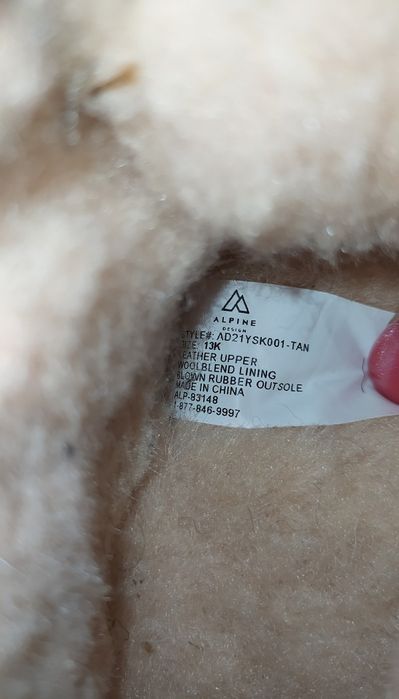 ALPINE
DESIGN
STYLE#: AD21YSK001-TAN
SIZE: 13K
LEATHER UPPER
WOOLBLEND LINING
BLOWN RUBBER OUTSOLE
MADE IN CHINA
ALP-83148
1-877-846-9997